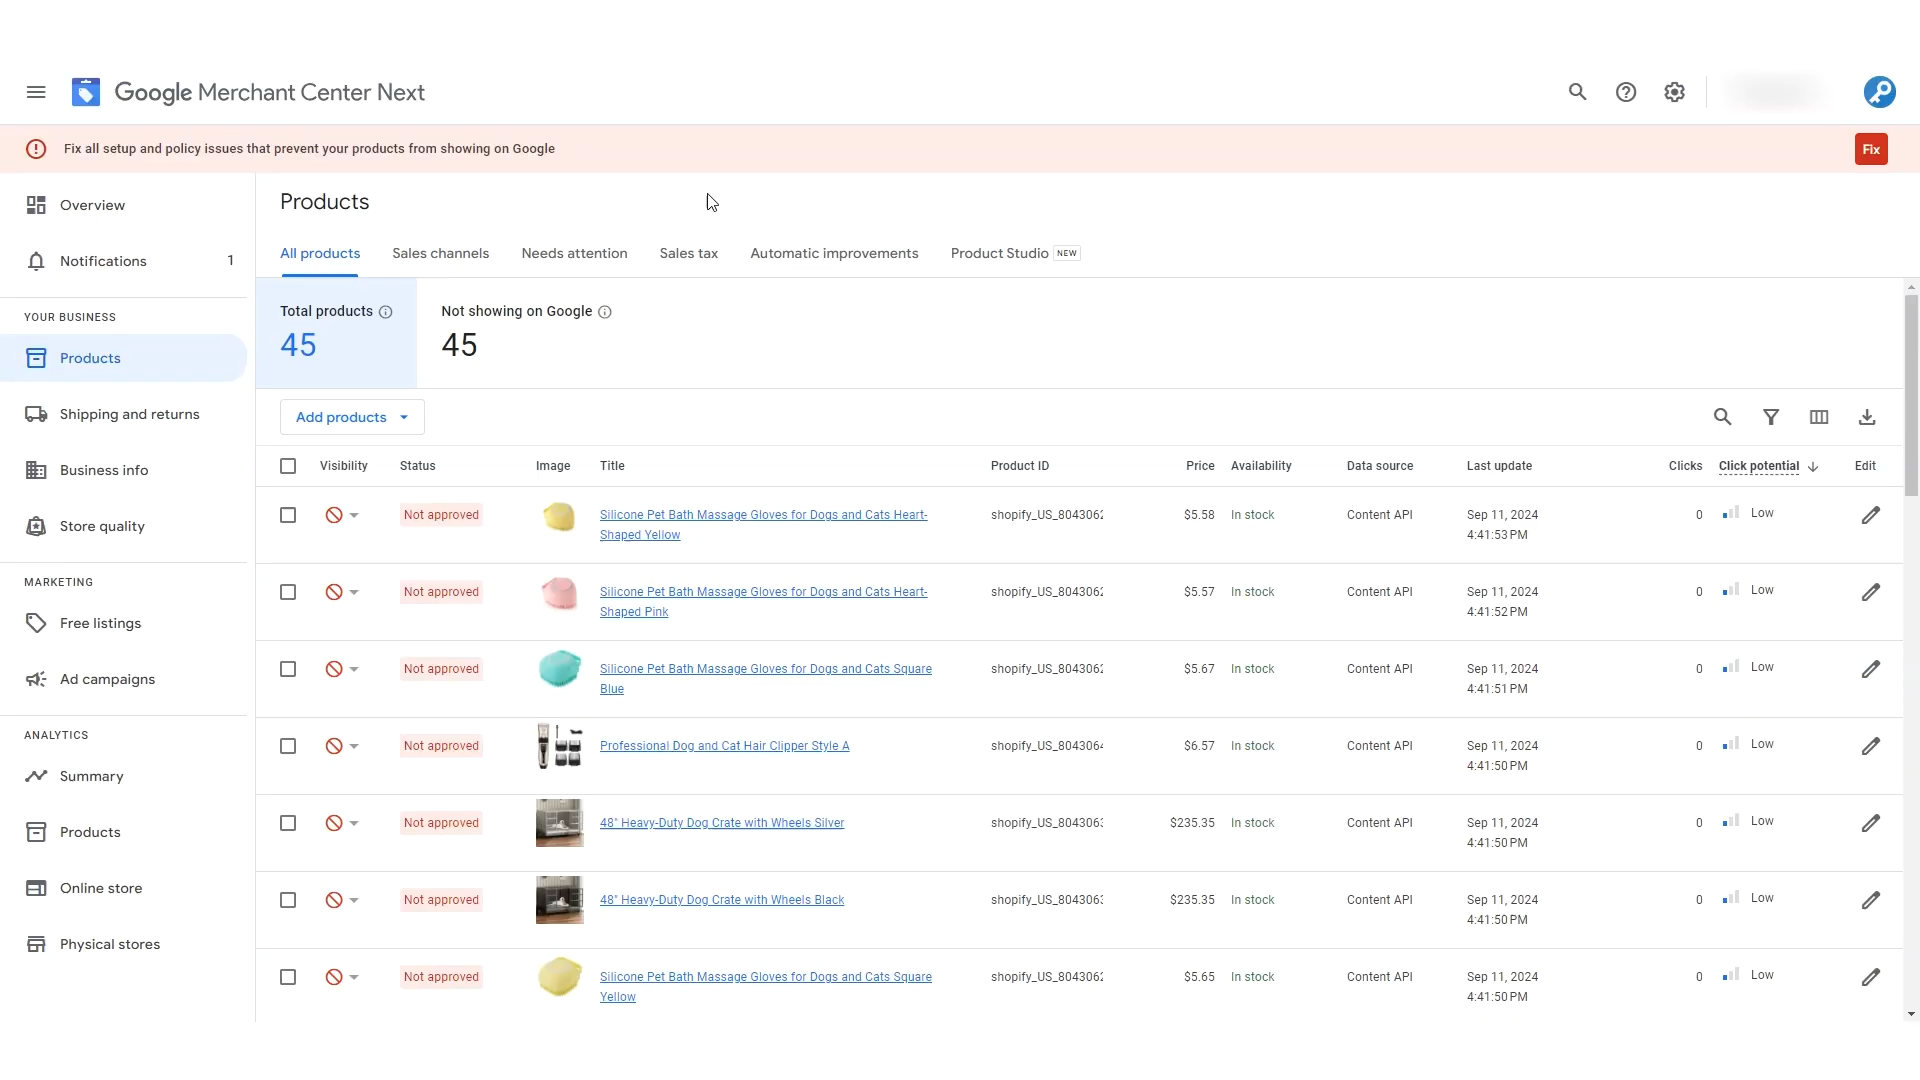 Google Merchant Center Next
Fix all setup and policy issues that prevent your products from showing on Google
Fix
Overview
Notifications 1
YOUR BUSINESS
Products
Shipping and returns
Business info
Store quality
MARKETING
Free listings
Ad campaigns
ANALYTICS
Summary
Products
Online store
Physical stores
Products
All products Sales channels Needs attention Sales tax Automatic improvements Product Studio NEW
Total products Not showing on Google
45 45
Add products
Visibility Status Image Title Product ID Price Availability Data source Last update Clicks Click potential Edit
Not approved Silicone Pet Bath Massage Gloves for Dogs and Cats Heart- shopify_US_8043062 $5.58 In stock Content API Sep 11, 2024 0 Low
Shaped Yellow 4:41:53 PM
Not approved Silicone Pet Bath Massage Gloves for Dogs and Cats Heart- shopify_US_8043062 $5.57 In stock Content API Sep 11, 2024 0 Low
Shaped Pink 4:41:52 PM
Not approved Silicone Pet Bath Massage Gloves for Dogs and Cats Square shopify_US_8043062 $5.67 In stock Content API Sep 11, 2024 0 Low
Blue 4:41:51 PM
Not approved Professional Dog and Cat Hair Clipper Style A shopify_US_8043064 $6.57 In stock Content API Sep 11, 2024 0 Low
4:41:50 PM
Not approved 48" Heavy-Duty Dog Crate with Wheels Silver shopify_US_8043063 $235.35 In stock Content API Sep 11, 2024 0 Low
4:41:50 PM
Not approved 48" Heavy-Duty Dog Crate with Wheels Black shopify_US_8043063 $235.35 In stock Content API Sep 11, 2024 0 Low
4:41:50 PM
Not approved Silicone Pet Bath Massage Gloves for Dogs and Cats Square shopify_US_8043062 $5.65 In stock Content API Sep 11, 2024 0 Low
Yellow 4:41:50 PM